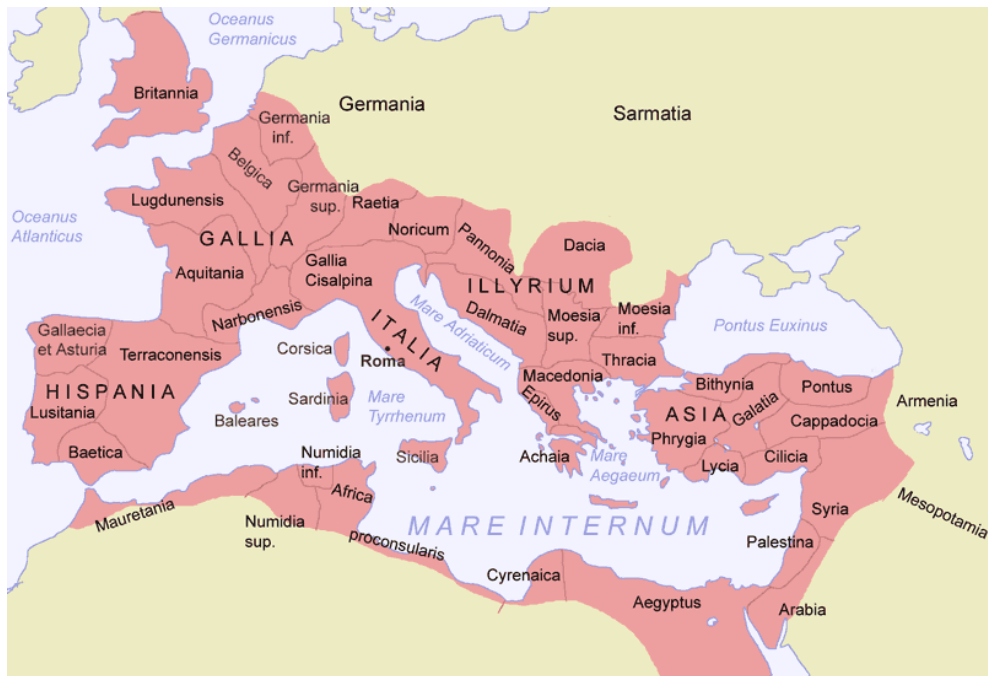 Oceanus
Germanicus
Britannia
Germania
Sarmatia
Germania
inf.
Belgica
Germania
sup.
Lugdunensis
Raetia
Oceanus
Atlanticus
GALLIA
Noricum
Pannonia
Dacia
Aquitania
Gallia
Cisalpina
ILLYRIUM
Narbonensis
Mare Adriaticum
Dalmatia
Moesia
sup.
Moesia
inf.
Pontus Euxinus
Gallaecia
et Asturia
Terraconensis
Corsica
ITALIA
Roma
Thracia
HISPANIA
Sardinia
Mare
Tyrrhenum
Macedonia
Epirus
Bithynia
Pontus
Armenia
Lusitania
Baleares
ASIA
Galatia
Cappadocia
Phrygia
Baetica
Numidia
inf.
Sicilia
Achaia
Mare
Aegaeum
Lycia
Cilicia
Mauretania
Africa
Numidia
sup.
proconsularis
MARE INTERNUM
Syria
Mesopotamia
Palestina
Cyrenaica
Aegyptus
Arabia